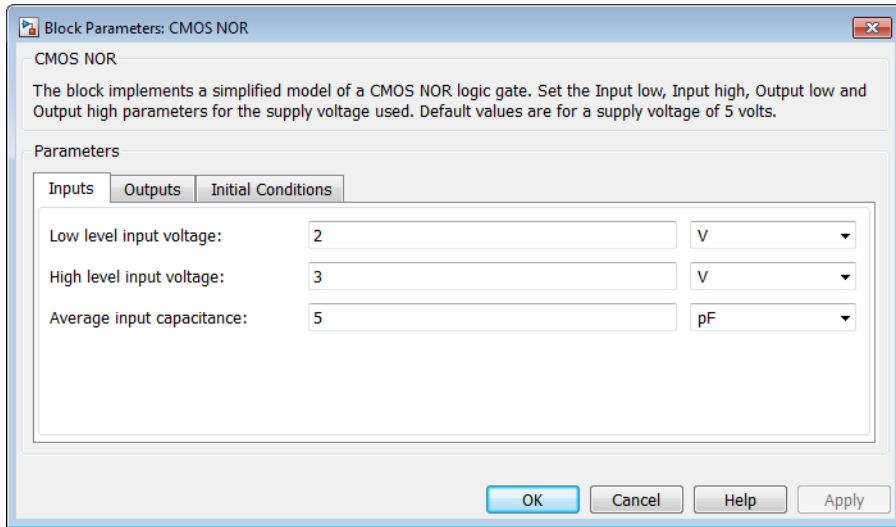 Block Parameters: CMOS NOR
CMOS NOR
The block implements a simplified model of a CMOS NOR logic gate. Set the Input low, Input high, Output low and
Output high parameters for the supply voltage used. Default values are for a supply voltage of 5 volts.
Parameters
Inputs Outputs Initial Conditions
Low level input voltage: 2 V
High level input voltage: 3 V
Average input capacitance: 5 pF
OK Cancel Help Apply